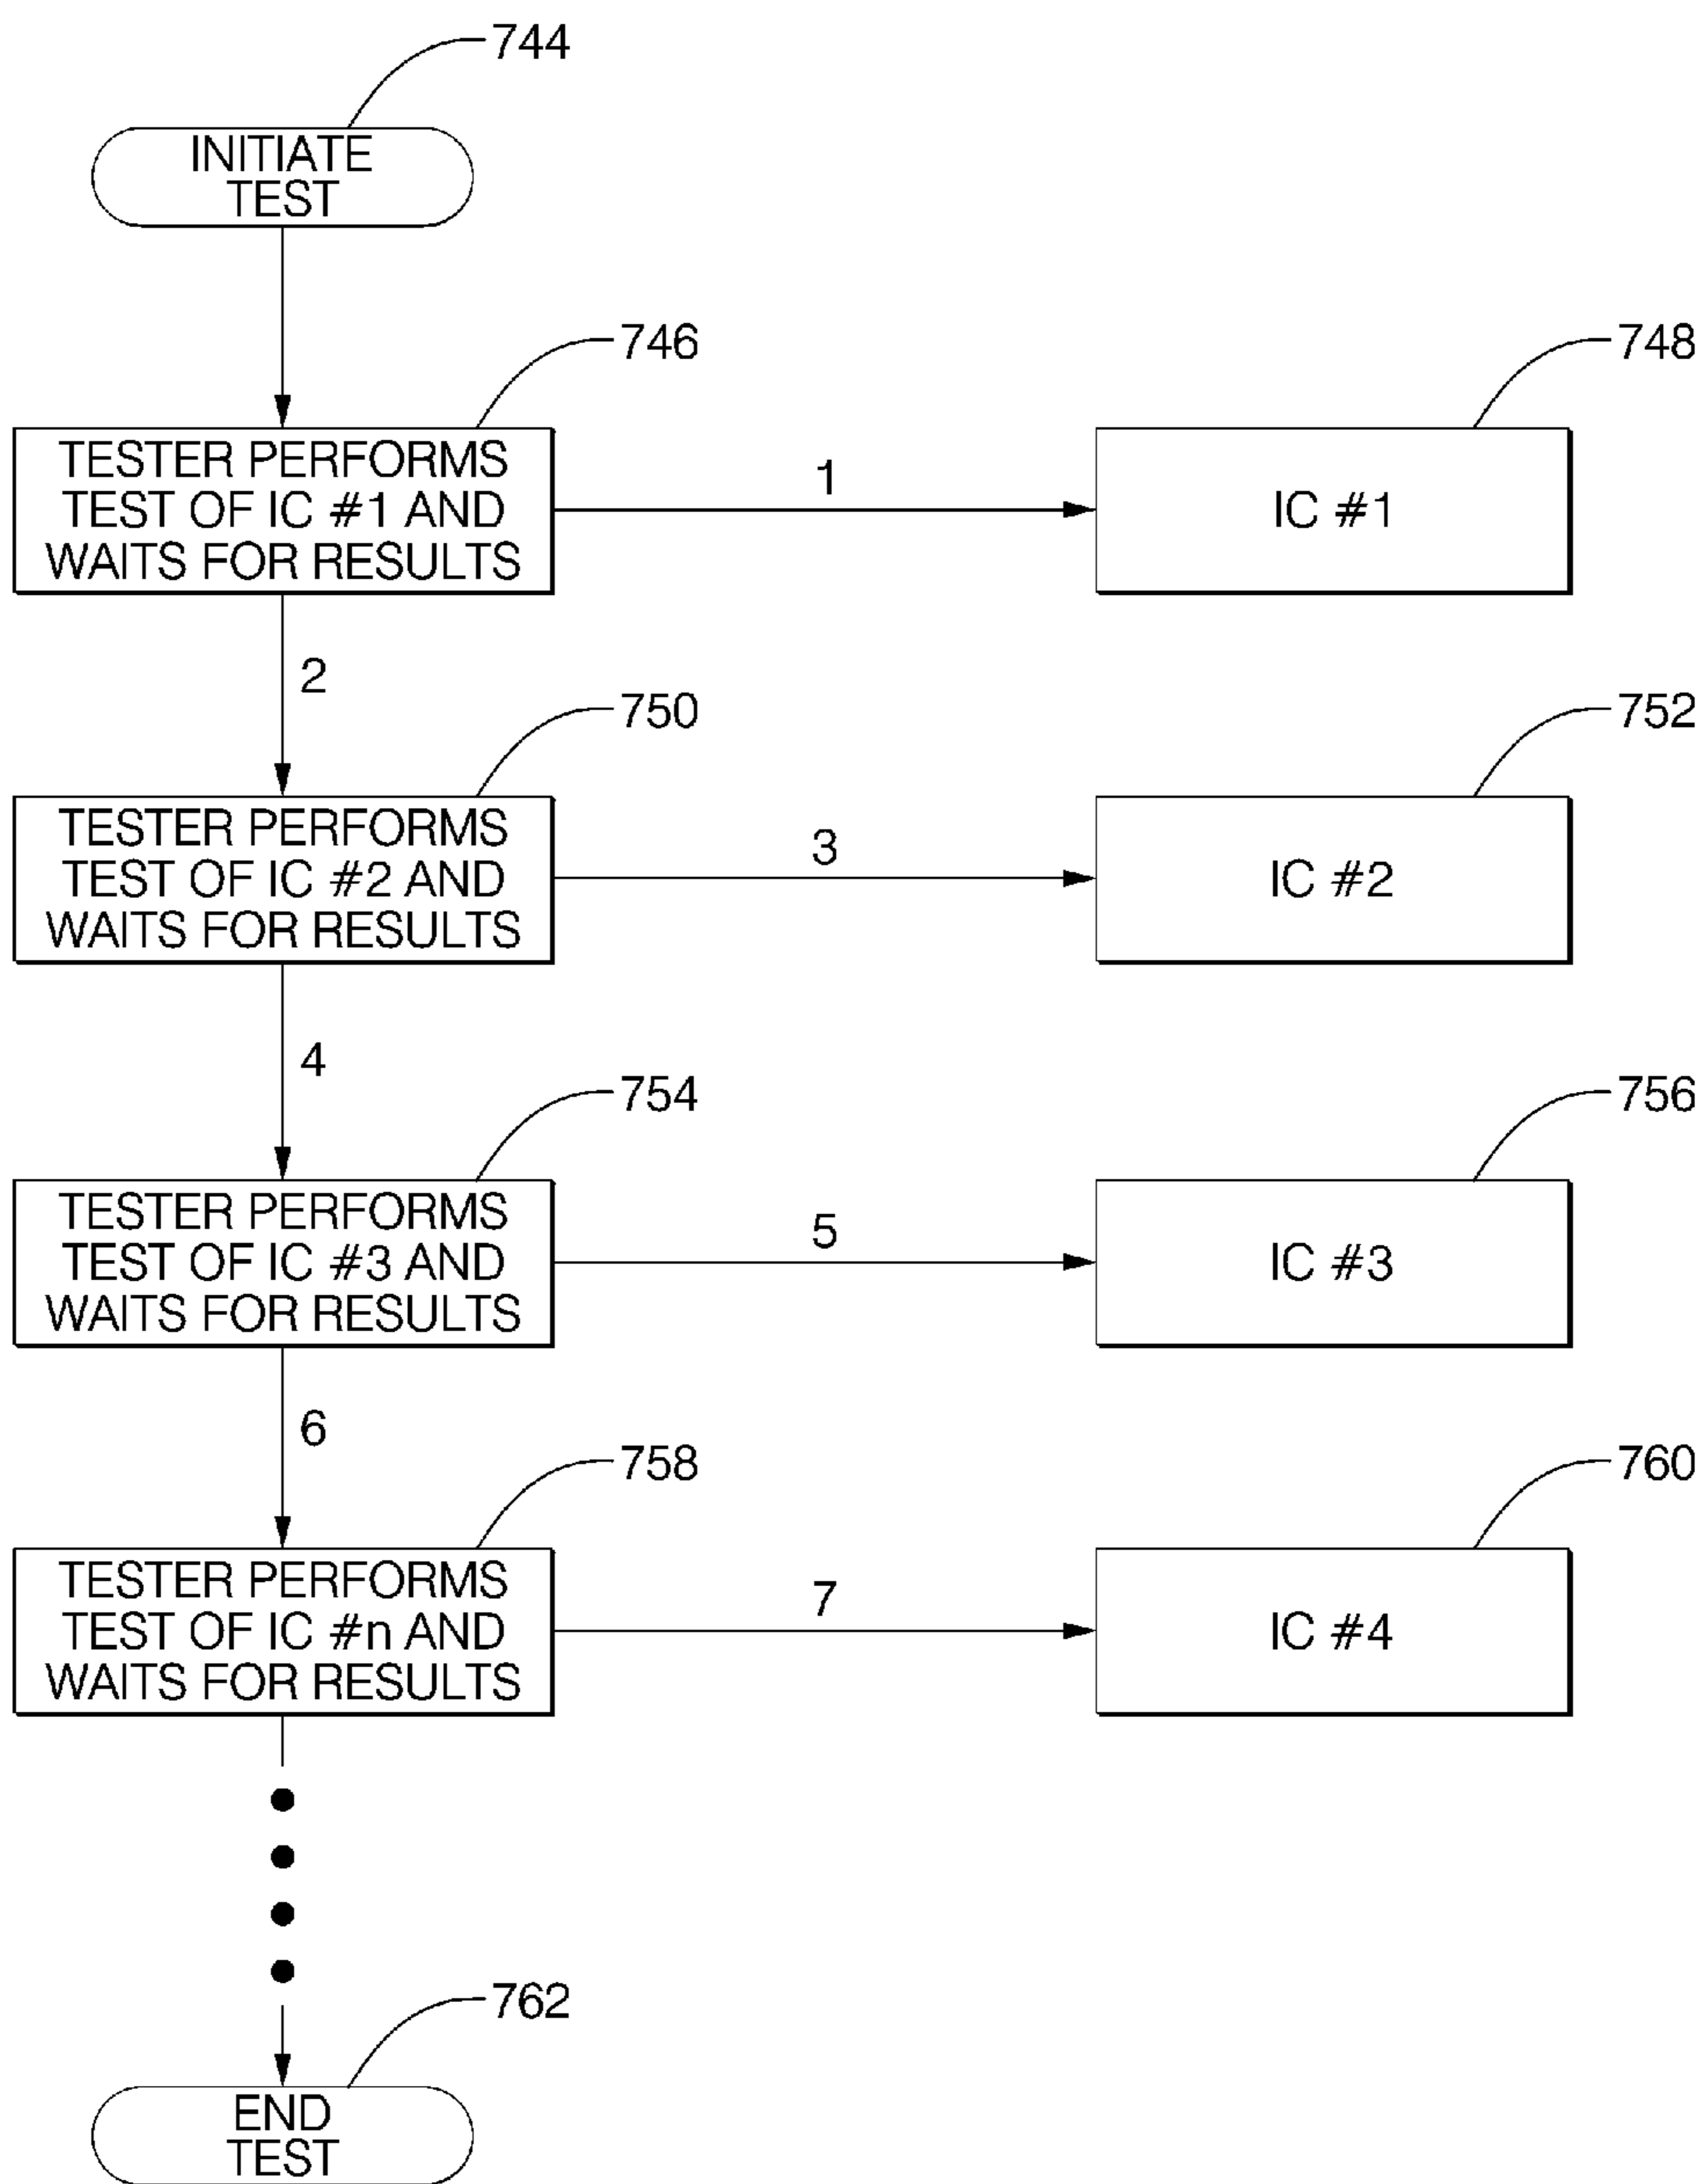 744
INITIATE
TEST
746
748
TESTER PERFORMS
TEST OF IC #1 AND
WAITS FOR RESULTS
1
IC #1
2
750
752
TESTER PERFORMS
TEST OF IC #2 AND
WAITS FOR RESULTS
3
IC #2
4
754
756
TESTER PERFORMS
TEST OF IC #3 AND
WAITS FOR RESULTS
5
IC #3
6
758
760
TESTER PERFORMS
TEST OF IC #n AND
WAITS FOR RESULTS
7
IC #4
762
END
TEST